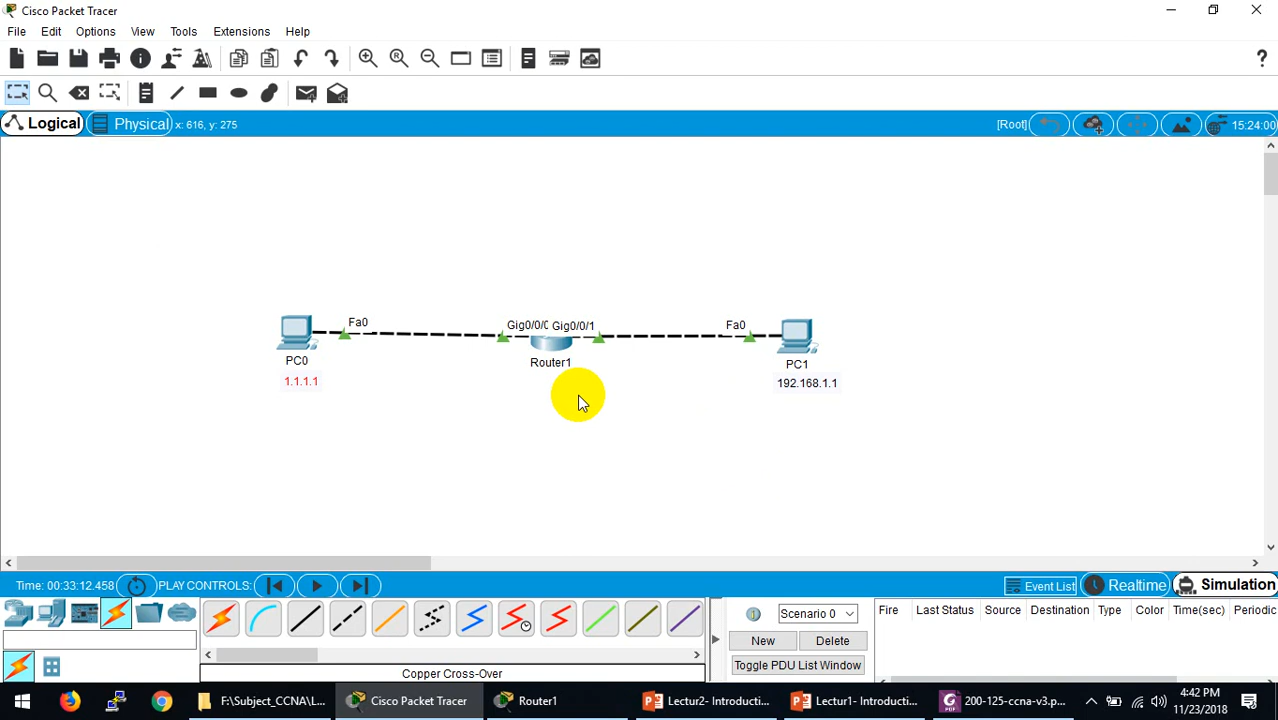 Cisco Packet Tracer
File Edit Options View Tools Extensions Help
Logical Physical x: 616, y: 275 [Root] 15:24:00
Fa0 Gig0/0/0 Gig0/0/1 Fa0
PC0 Router1 PC1
1.1.1.1 192.168.1.1
Time: 00:33:12.458 PLAY CONTROLS: Event List Realtime Simulation
Scenario 0 Fire Last Status Source Destination Type Color Time(sec) Periodic
New Delete
Toggle PDU List Window
Copper Cross-Over
F:\Subject_CCNA\L... Cisco Packet Tracer Router1 Lectur2- Introducti... Lectur1- Introducti... 200-125-ccna-v3.p... 4:42 PM
11/23/2018